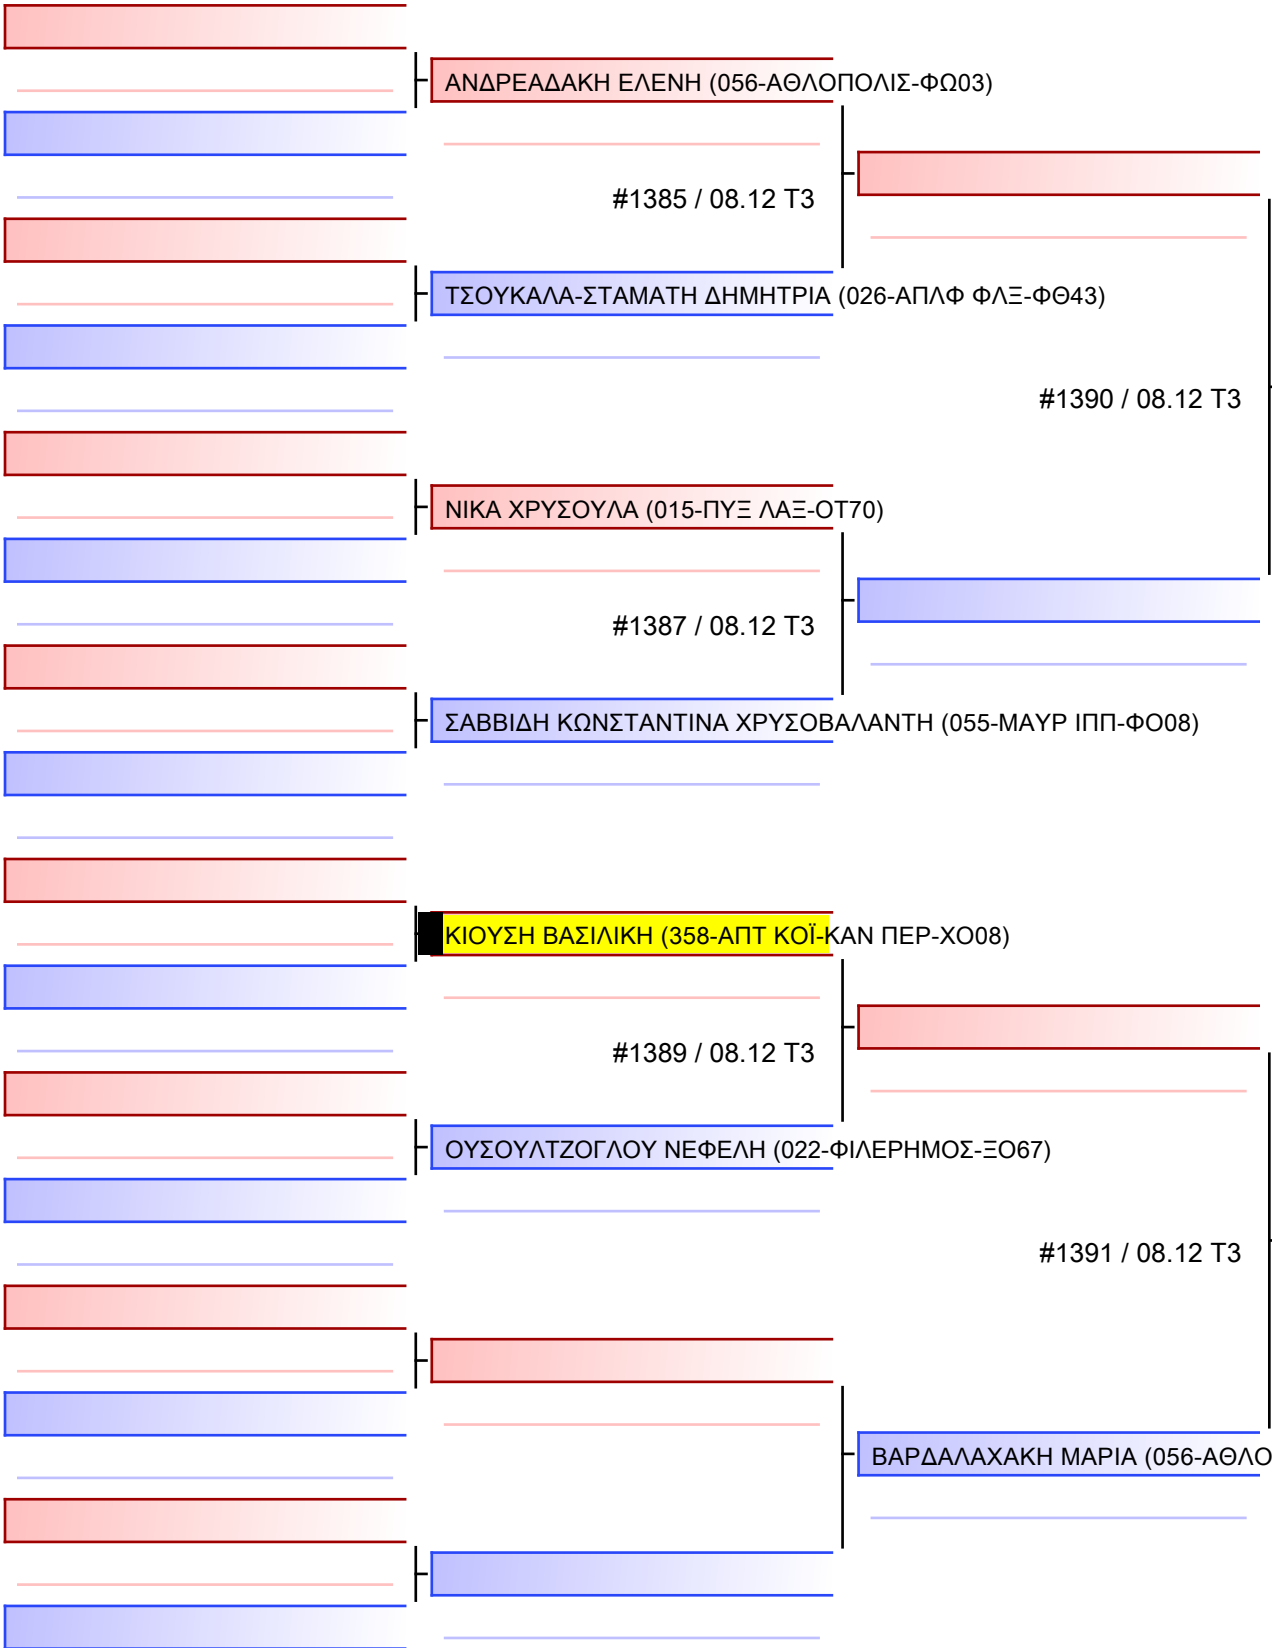 ΑΝΔΡΕΑΔΑΚΗ ΕΛΕΝΗ (056-ΑΘΛΟΠΟΛΙΣ-ΦΩ03)
#1385 / 08.12 T3
ΤΣΟΥΚΑΛΑ-ΣΤΑΜΑΤΗ ΔΗΜΗΤΡΙΑ (026-ΑΠΛΦ ΦΛΞ-ΦΘ43)
#1390 / 08.12 T3
ΝΙΚΑ ΧΡΥΣΟΥΛΑ (015-ΠΥΞ ΛΑΞ-ΟΤ70)
#1387 / 08.12 T3
ΣΑΒΒΙΔΗ ΚΩΝΣΤΑΝΤΙΝΑ ΧΡΥΣΟΒΑΛΑΝΤΗ (055-ΜΑΥΡ ΙΠΠ-ΦΟ08)
ΚΙΟΥΣΗ ΒΑΣΙΛΙΚΗ (358-ΑΠΤ ΚΟΪ-ΚΑΝ ΠΕΡ-ΧΟ08)
#1389 / 08.12 T3
ΟΥΣΟΥΛΤΖΟΓΛΟΥ ΝΕΦΕΛΗ (022-ΦΙΛΕΡΗΜΟΣ-ΞΟ67)
#1391 / 08.12 T3
ΒΑΡΔΑΛΑΧΑΚΗ ΜΑΡΙΑ (056-ΑΘΛΟ